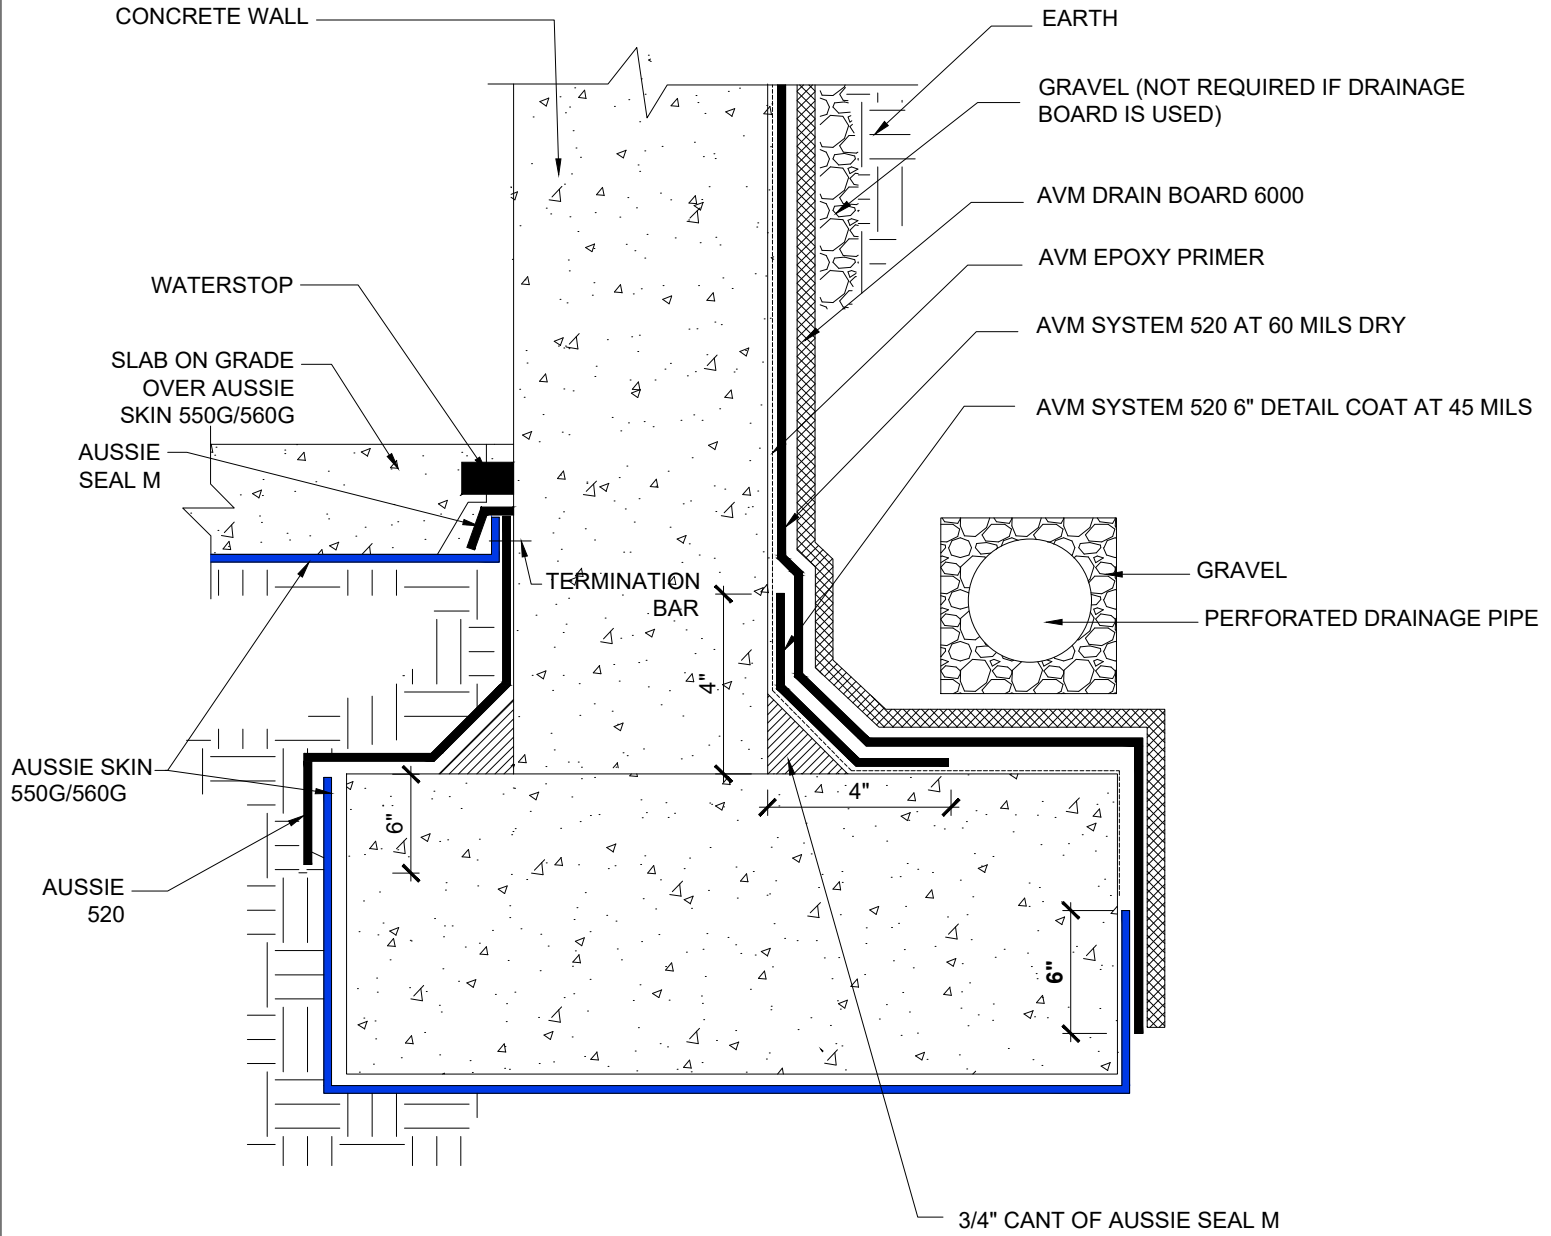 CONCRETE WALL
EARTH
GRAVEL (NOT REQUIRED IF DRAINAGE
BOARD IS USED)
AVM DRAIN BOARD 6000
AVM EPOXY PRIMER
WATERSTOP
AVM SYSTEM 520 AT 60 MILS DRY
SLAB ON GRADE
OVER AUSSIE
SKIN 550G/560G
AVM SYSTEM 520 6" DETAIL COAT AT 45 MILS
AUSSIE
SEAL M
TERMINATION
BAR
GRAVEL
PERFORATED DRAINAGE PIPE
4"
AUSSIE SKIN
550G/560G
4"
6"
AUSSIE
520
6"
3/4" CANT OF AUSSIE SEAL M